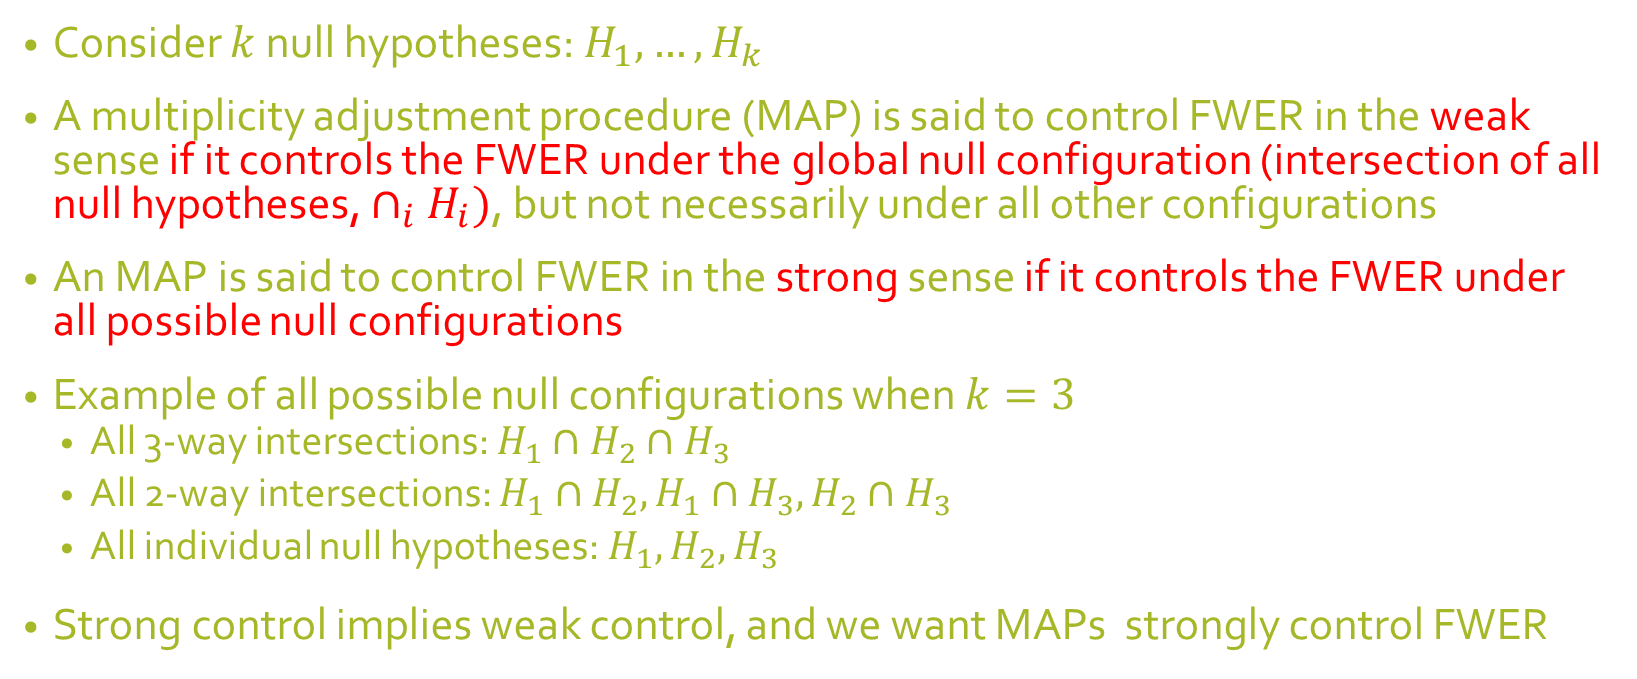 • Consider k null hypotheses: H₁, … , Hₖ
• A multiplicity adjustment procedure (MAP) is said to control FWER in the weak
sense if it controls the FWER under the global null configuration (intersection of all
null hypotheses, ∩ᵢ Hᵢ), but not necessarily under all other configurations
• An MAP is said to control FWER in the strong sense if it controls the FWER under
all possible null configurations
• Example of all possible null configurations when k = 3
• All 3-way intersections: H₁ ∩ H₂ ∩ H₃
• All 2-way intersections: H₁ ∩ H₂, H₁ ∩ H₃, H₂ ∩ H₃
• All individual null hypotheses: H₁, H₂, H₃
• Strong control implies weak control, and we want MAPs strongly control FWER